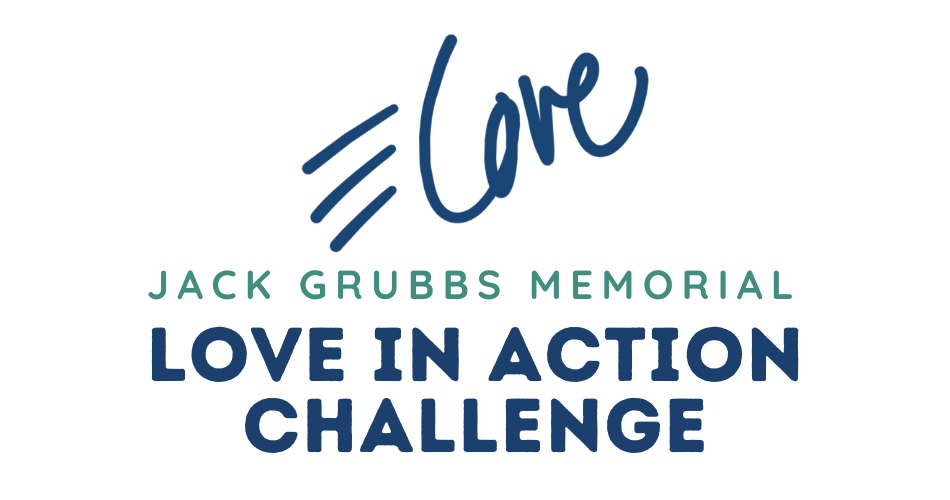 Love
JACK GRUBBS MEMORIAL
LOVE IN ACTION
CHALLENGE